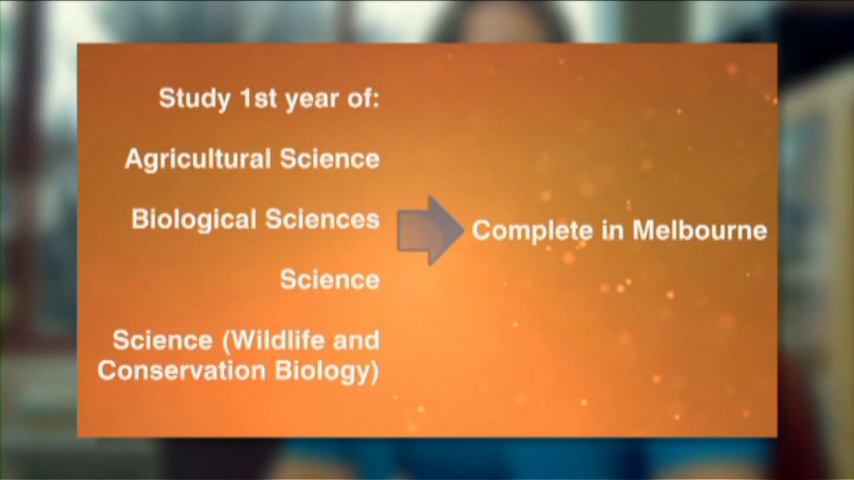 Study 1st year of:
Agricultural Science
Biological Sciences
Science
Science (Wildlife and
Conservation Biology)
Complete in Melbourne